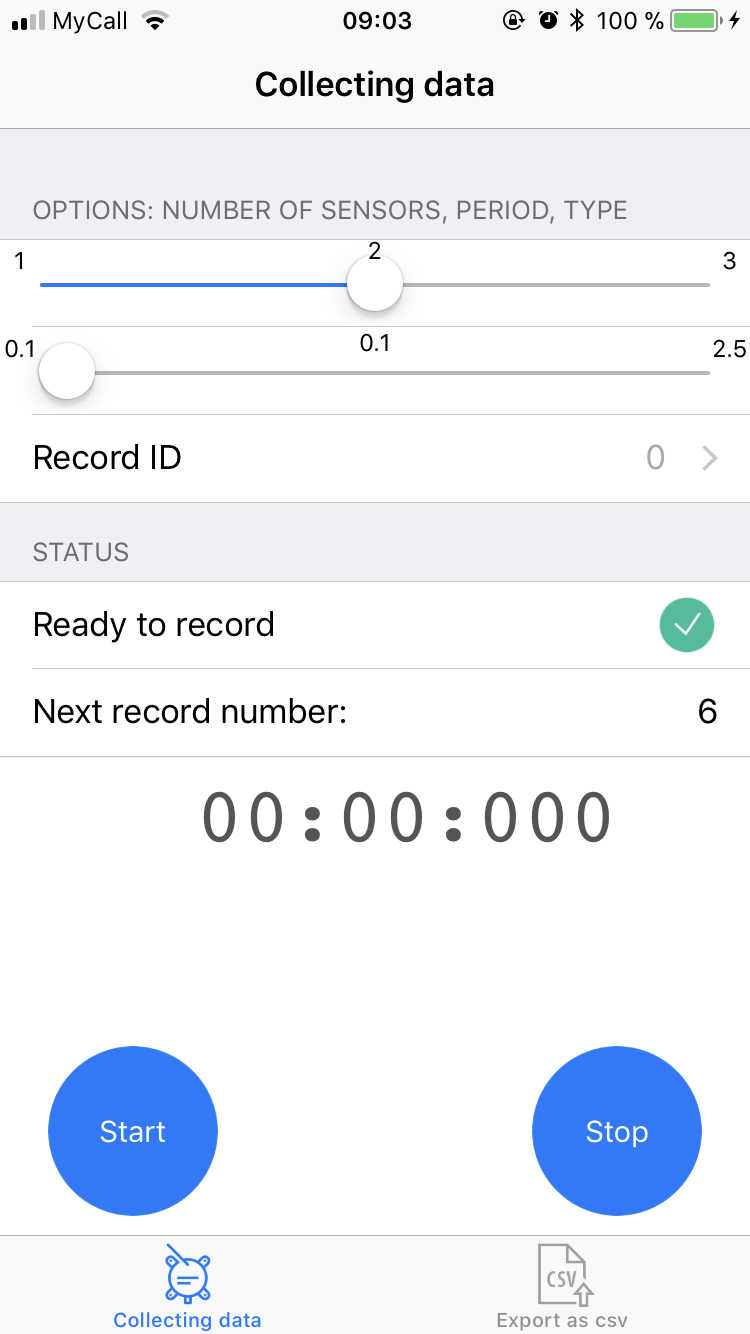 MyCall 09:03 100 %
Collecting data
OPTIONS: NUMBER OF SENSORS, PERIOD, TYPE
1 2 3
0.1 0.1 2.5
Record ID 0
STATUS
Ready to record
Next record number: 6
00:00:000
Start Stop
CSV
Collecting data Export as csv